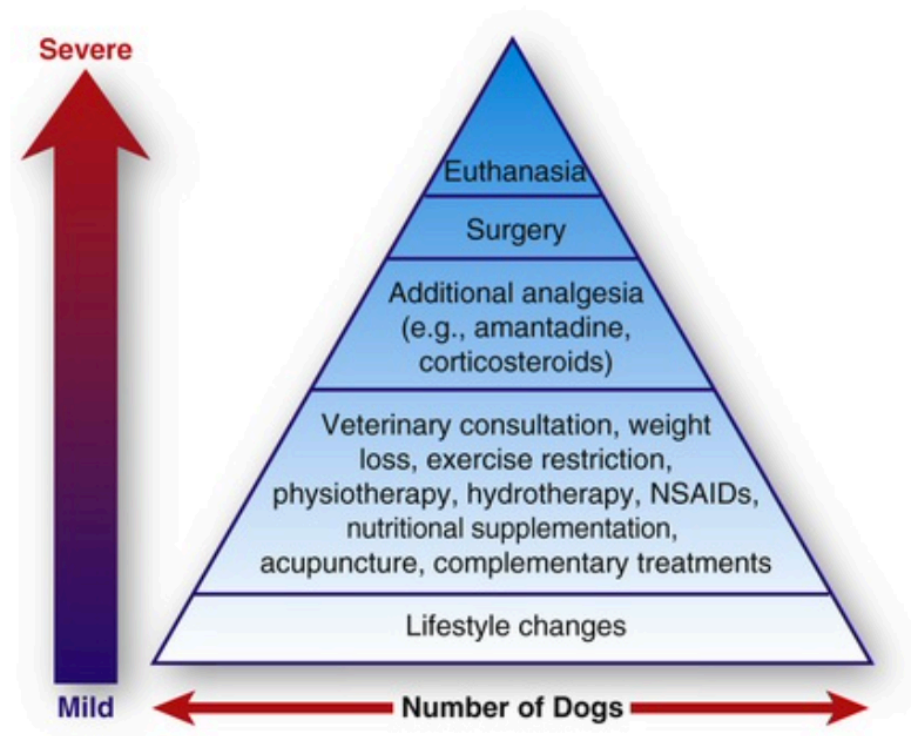 Severe
Euthanasia
Surgery
Additional analgesia
(e.g., amantadine,
corticosteroids)
Veterinary consultation, weight
loss, exercise restriction,
physiotherapy, hydrotherapy, NSAIDs,
nutritional supplementation,
acupuncture, complementary treatments
Lifestyle changes
Mild
Number of Dogs